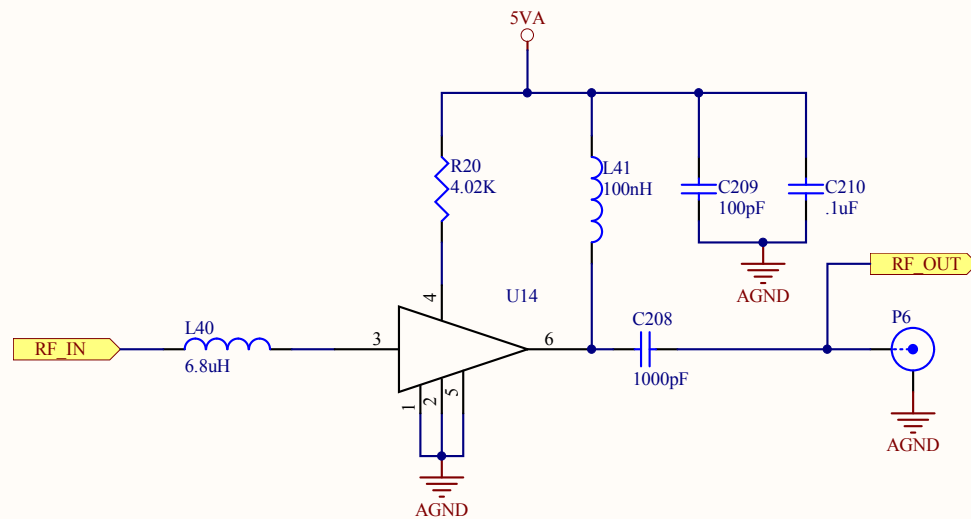 5VA
R20
4.02K
L41
100nH
C209
100pF
C210
.1uF
AGND
RF_OUT
4
U14
L40
6.8uH
RF_IN
3
6
C208
1000pF
P6
1
2
5
AGND
AGND